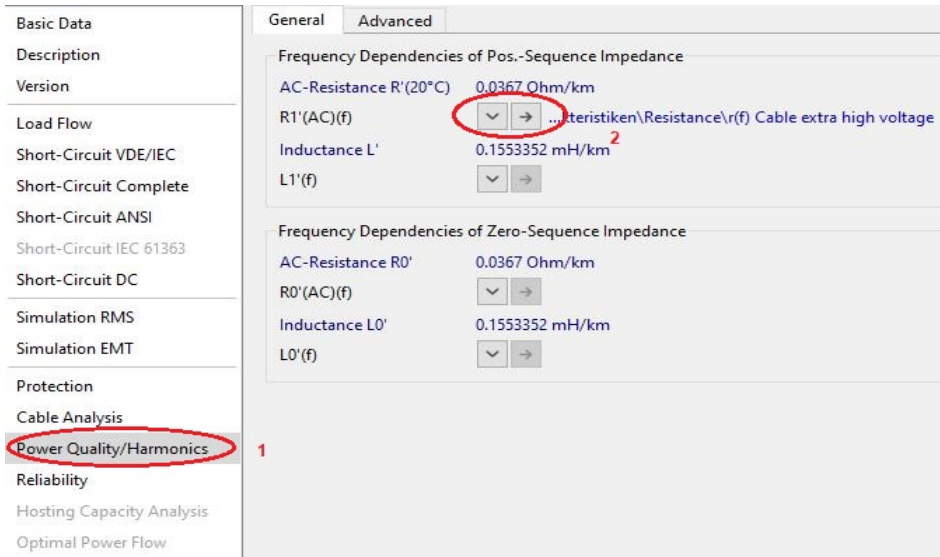 Basic Data
Description
Version
Load Flow
Short-Circuit VDE/IEC
Short-Circuit Complete
Short-Circuit ANSI
Short-Circuit IEC 61363
Short-Circuit DC
Simulation RMS
Simulation EMT
Protection
Cable Analysis
Power Quality/Harmonics 1
Reliability
Hosting Capacity Analysis
Optimal Power Flow
General Advanced
Frequency Dependencies of Pos.-Sequence Impedance
AC-Resistance R'(20°C) 0.0367 Ohm/km
R1'(AC)(f) → ...kteristiken\Resistance\r(f) Cable extra high voltage
2
Inductance L' 0.1553352 mH/km
L1'(f) →
Frequency Dependencies of Zero-Sequence Impedance
AC-Resistance R0' 0.0367 Ohm/km
R0'(AC)(f) →
Inductance L0' 0.1553352 mH/km
L0'(f) →